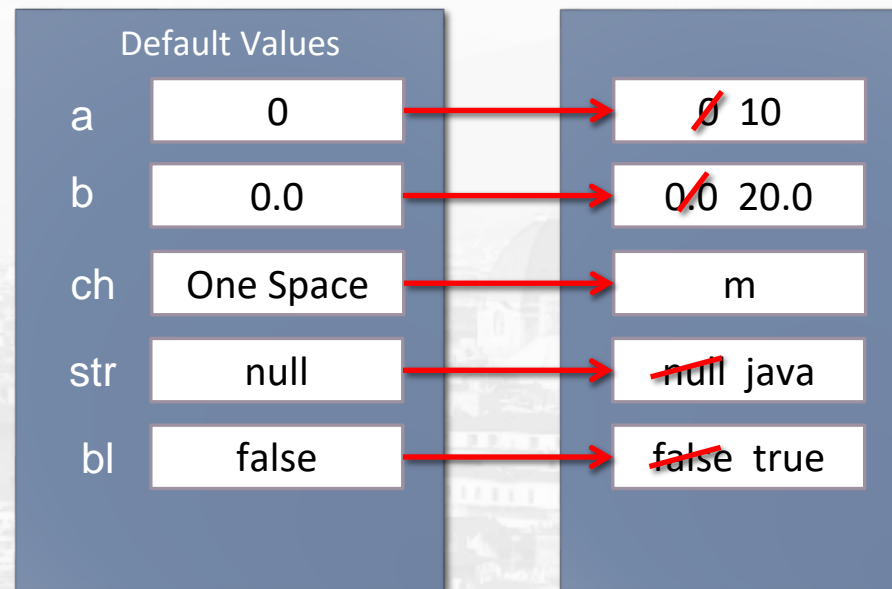 Default Values
a 0 0 10
b 0.0 0.0 20.0
ch One Space m
str null null java
bl false false true